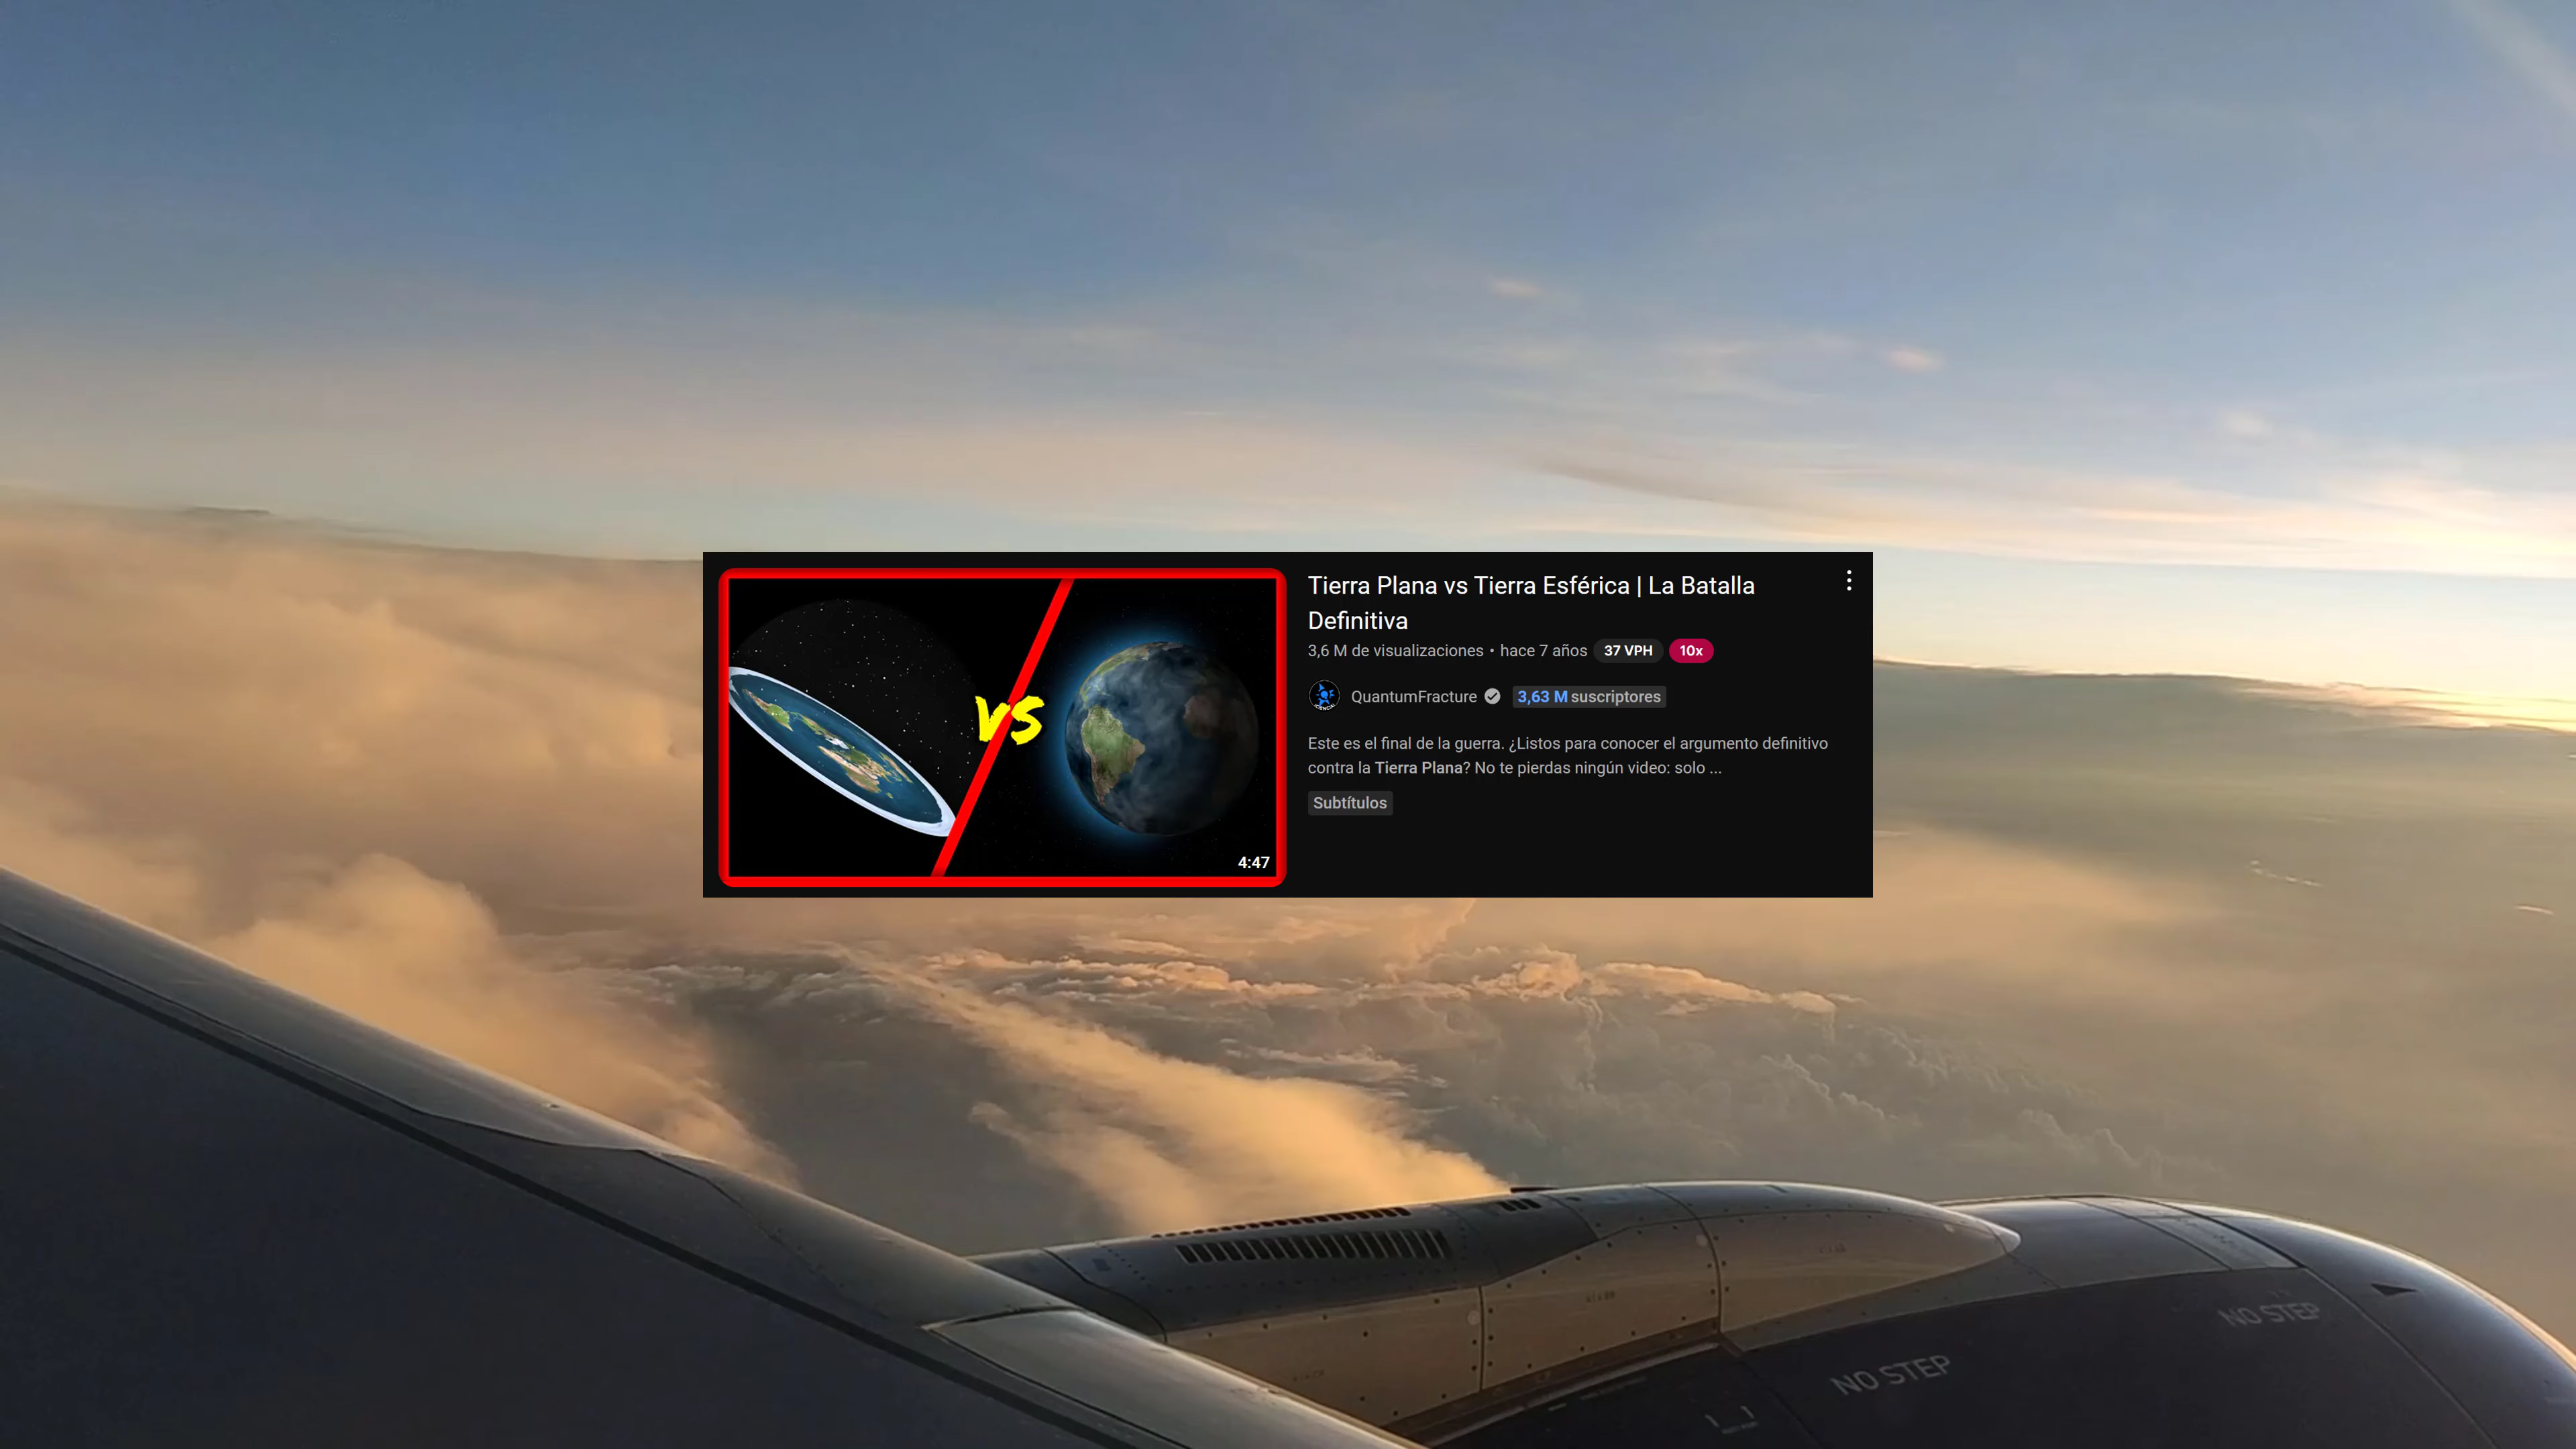 Tierra Plana vs Tierra Esférica | La Batalla
Definitiva
3,6 M de visualizaciones • hace 7 años 37 VPH 10x
QuantumFracture 3,63 M suscriptores
Este es el final de la guerra. ¿Listos para conocer el argumento definitivo
contra la Tierra Plana? No te pierdas ningún video: solo ...
Subtítulos
VS
4:47
NO STEP
NO STEP